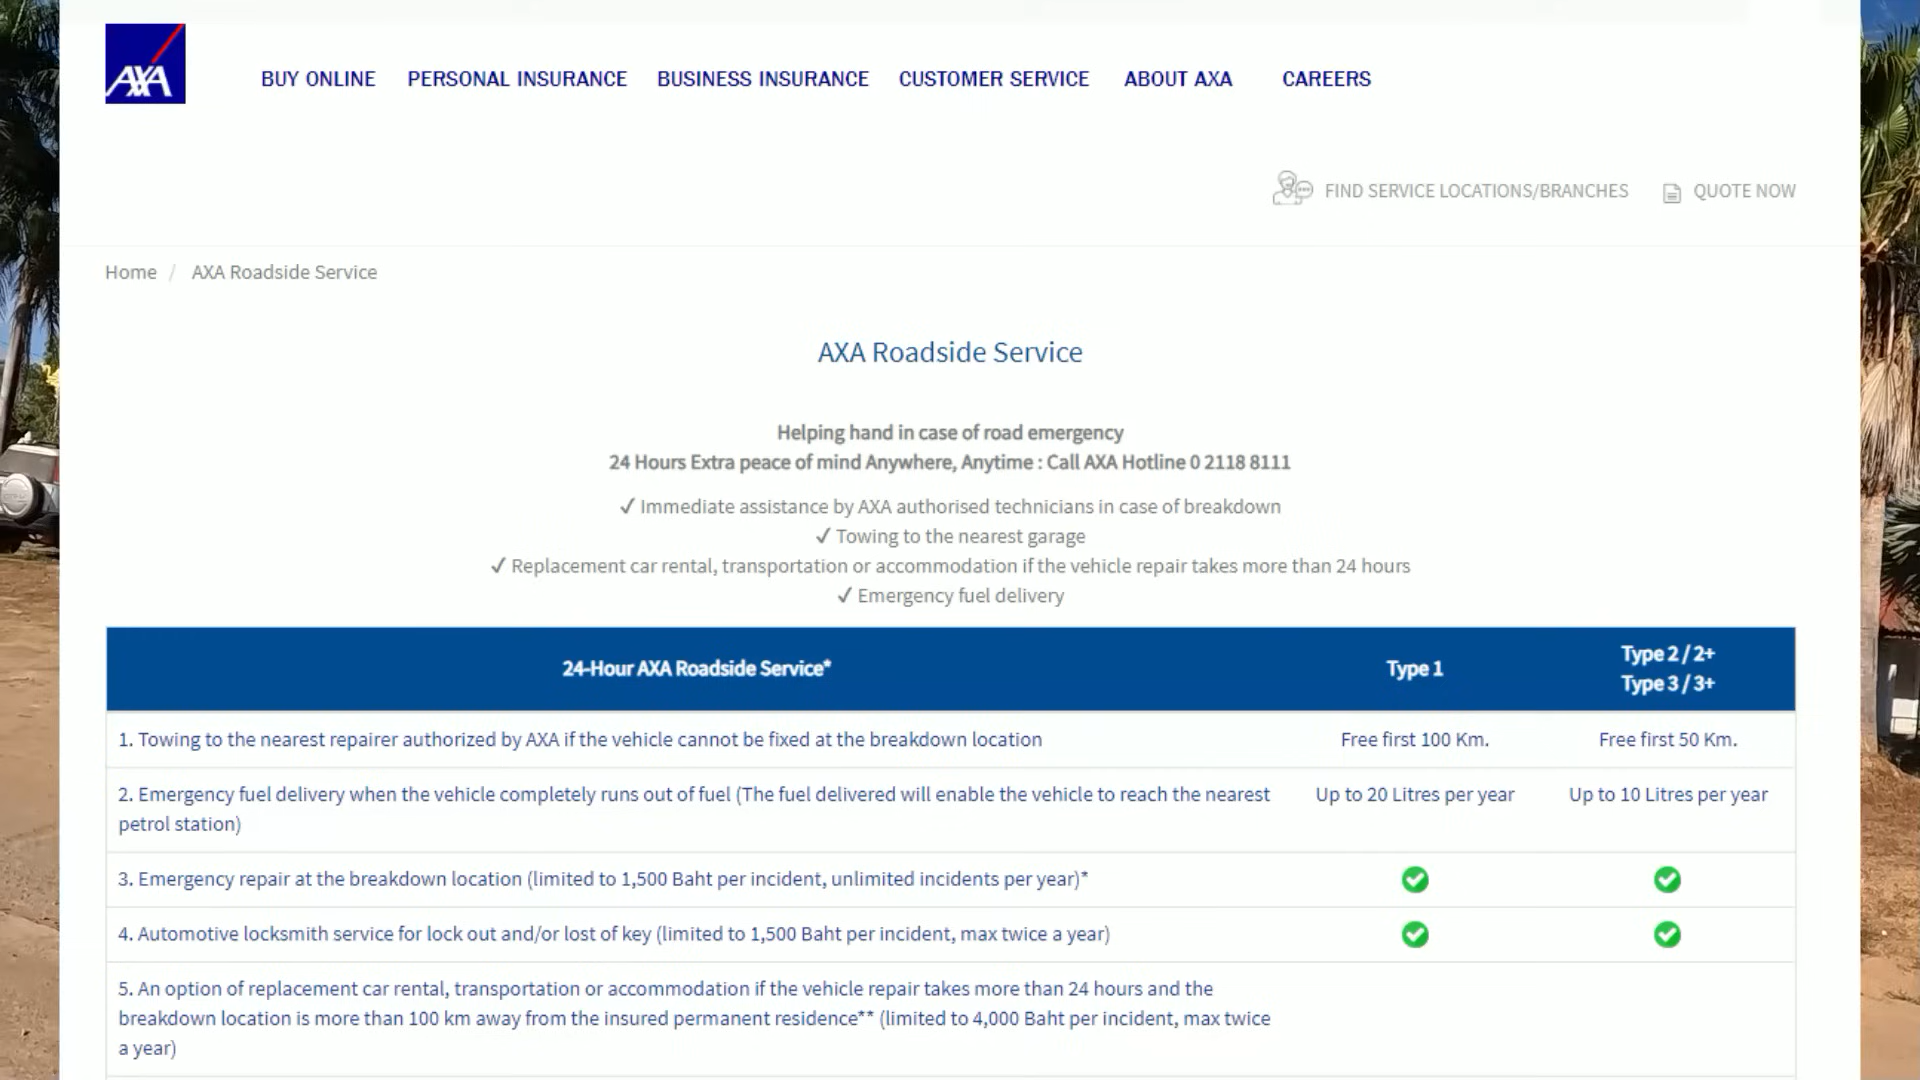 AXA
BUY ONLINE PERSONAL INSURANCE BUSINESS INSURANCE CUSTOMER SERVICE ABOUT AXA CAREERS
FIND SERVICE LOCATIONS/BRANCHES QUOTE NOW
Home / AXA Roadside Service
AXA Roadside Service
Helping hand in case of road emergency
24 Hours Extra peace of mind Anywhere, Anytime : Call AXA Hotline 0 2118 8111
✓ Immediate assistance by AXA authorised technicians in case of breakdown
✓ Towing to the nearest garage
✓ Replacement car rental, transportation or accommodation if the vehicle repair takes more than 24 hours
✓ Emergency fuel delivery
24-Hour AXA Roadside Service* Type 1 Type 2 / 2+
Type 3 / 3+
1. Towing to the nearest repairer authorized by AXA if the vehicle cannot be fixed at the breakdown location Free first 100 Km. Free first 50 Km.
2. Emergency fuel delivery when the vehicle completely runs out of fuel (The fuel delivered will enable the vehicle to reach the nearest Up to 20 Litres per year Up to 10 Litres per year
petrol station)
3. Emergency repair at the breakdown location (limited to 1,500 Baht per incident, unlimited incidents per year)*
4. Automotive locksmith service for lock out and/or lost of key (limited to 1,500 Baht per incident, max twice a year)
5. An option of replacement car rental, transportation or accommodation if the vehicle repair takes more than 24 hours and the
breakdown location is more than 100 km away from the insured permanent residence** (limited to 4,000 Baht per incident, max twice
a year)